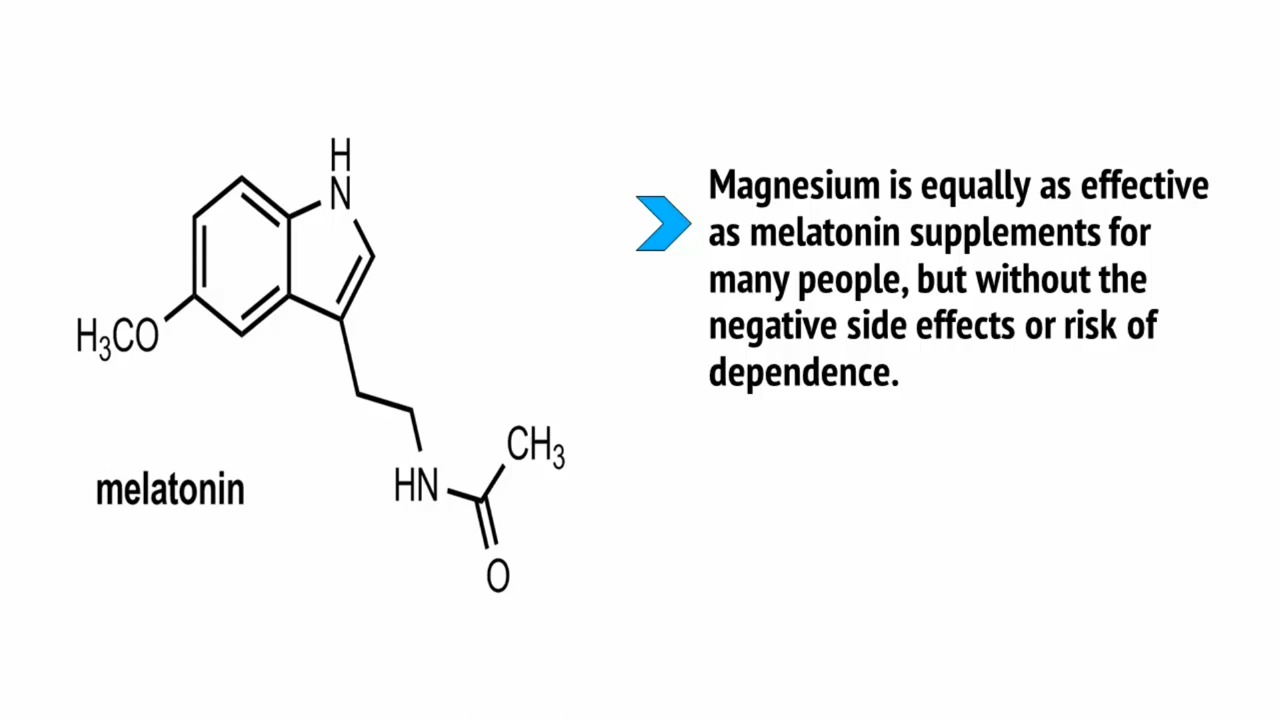 H
N
H3CO
CH3
HN
O
melatonin
Magnesium is equally as effective
as melatonin supplements for
many people, but without the
negative side effects or risk of
dependence.